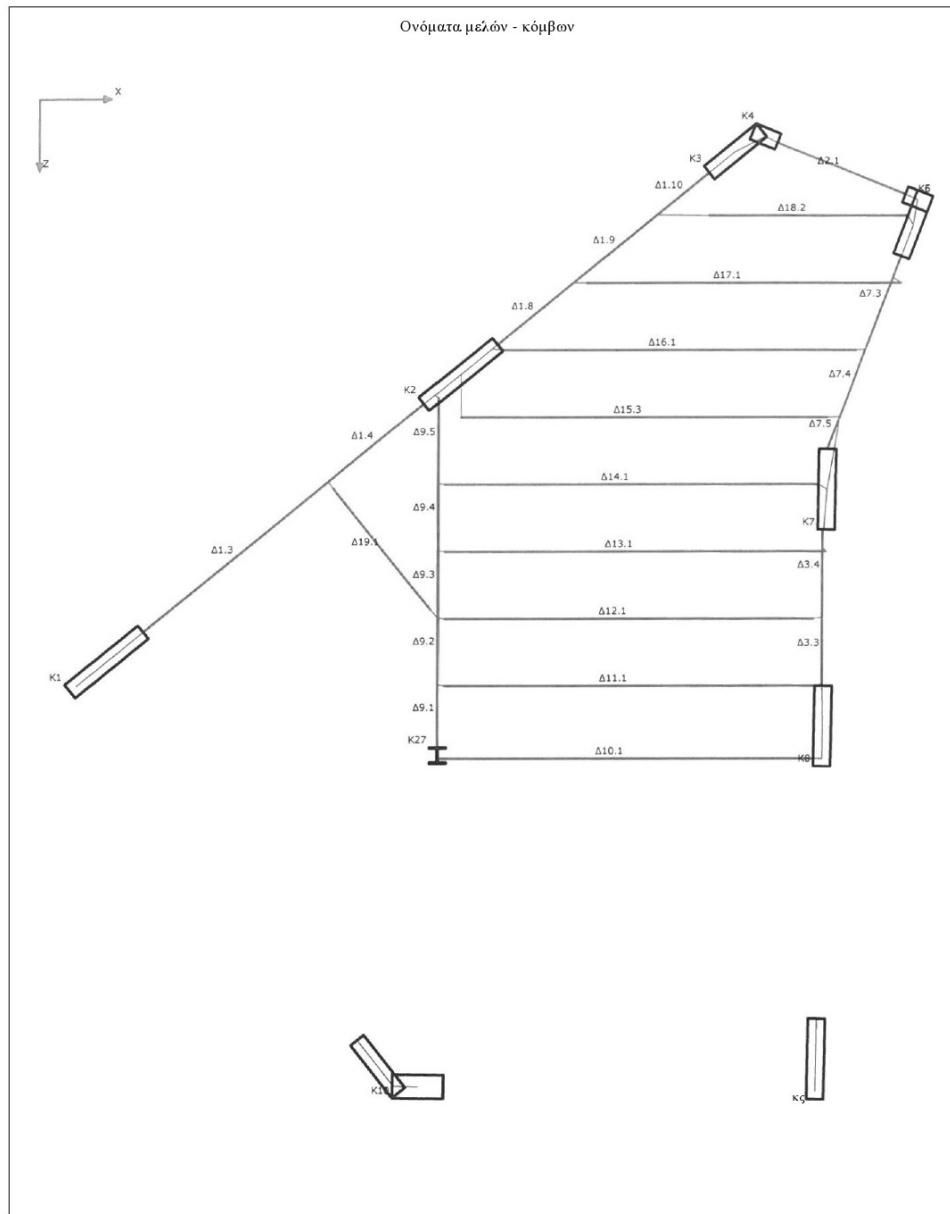 Ονόματα μελών - κόμβων
X
Z
K4
K3
Δ2.1
Δ1.10
K5
Δ18.2
Δ1.9
Δ17.1
Δ7.3
Δ1.8
Δ16.1
Δ7.4
K2
Δ15.3
Δ7.5
Δ9.5
Δ1.4
Δ14.1
Δ9.4
K7
Δ19.1
Δ1.3
Δ13.1
Δ3.4
Δ9.3
Δ12.1
Δ9.2
Δ3.3
K1
Δ11.1
Δ9.1
K27
Δ10.1
K8
κς